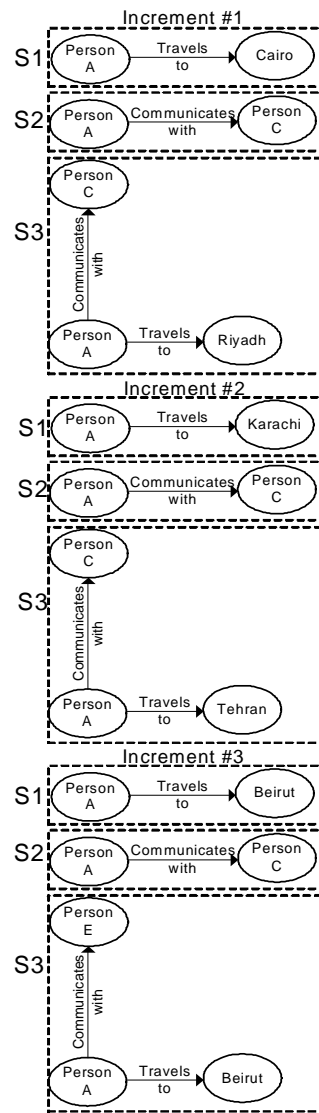 Increment #1
S1
Person
A
Travels
to
Cairo
S2
Person
A
Communicates
with
Person
C
S3
Person
C
Communicates
with
Person
A
Travels
to
Riyadh
Increment #2
S1
Person
A
Travels
to
Karachi
S2
Person
A
Communicates
with
Person
C
S3
Person
C
Communicates
with
Person
A
Travels
to
Tehran
Increment #3
S1
Person
A
Travels
to
Beirut
S2
Person
A
Communicates
with
Person
C
S3
Person
E
Communicates
with
Person
A
Travels
to
Beirut